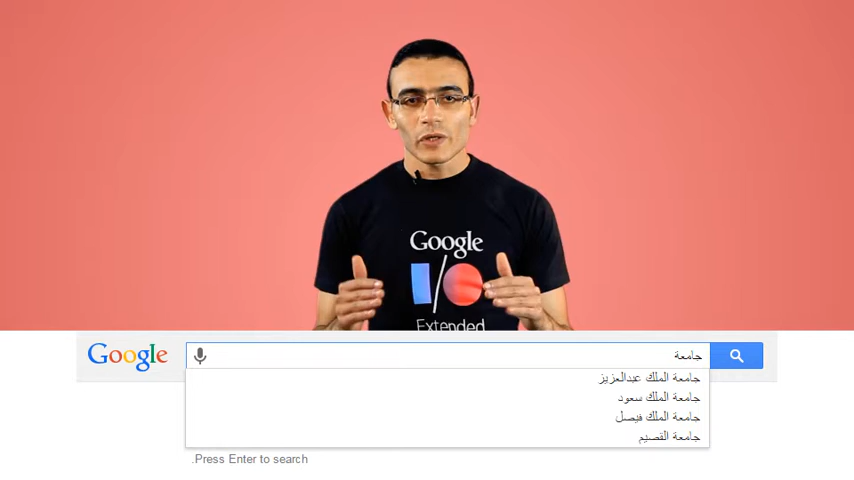 Google
I/O
Extended
Google
جامعة
جامعة الملك عبدالعزيز
جامعة الملك سعود
جامعة الملك فيصل
جامعة القصيم
.Press Enter to search